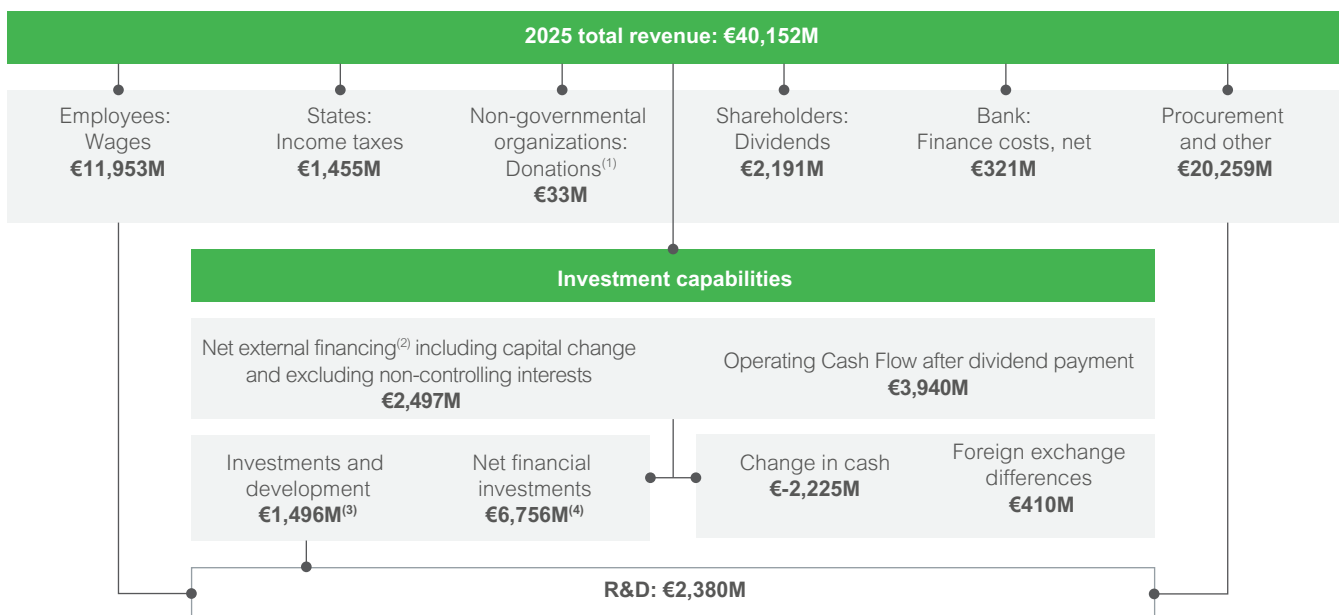 2025 total revenue: €40,152M
Employees:
Wages
€11,953M
States:
Income taxes
€1,455M
Non-governmental
organizations:
Donations(1)
€33M
Shareholders:
Dividends
€2,191M
Bank:
Finance costs, net
€321M
Procurement
and other
€20,259M
Investment capabilities
Net external financing(2) including capital change
and excluding non-controlling interests
€2,497M
Operating Cash Flow after dividend payment
€3,940M
Investments and
development
€1,496M(3)
Net financial
investments
€6,756M(4)
Change in cash
€-2,225M
Foreign exchange
differences
€410M
R&D: €2,380M